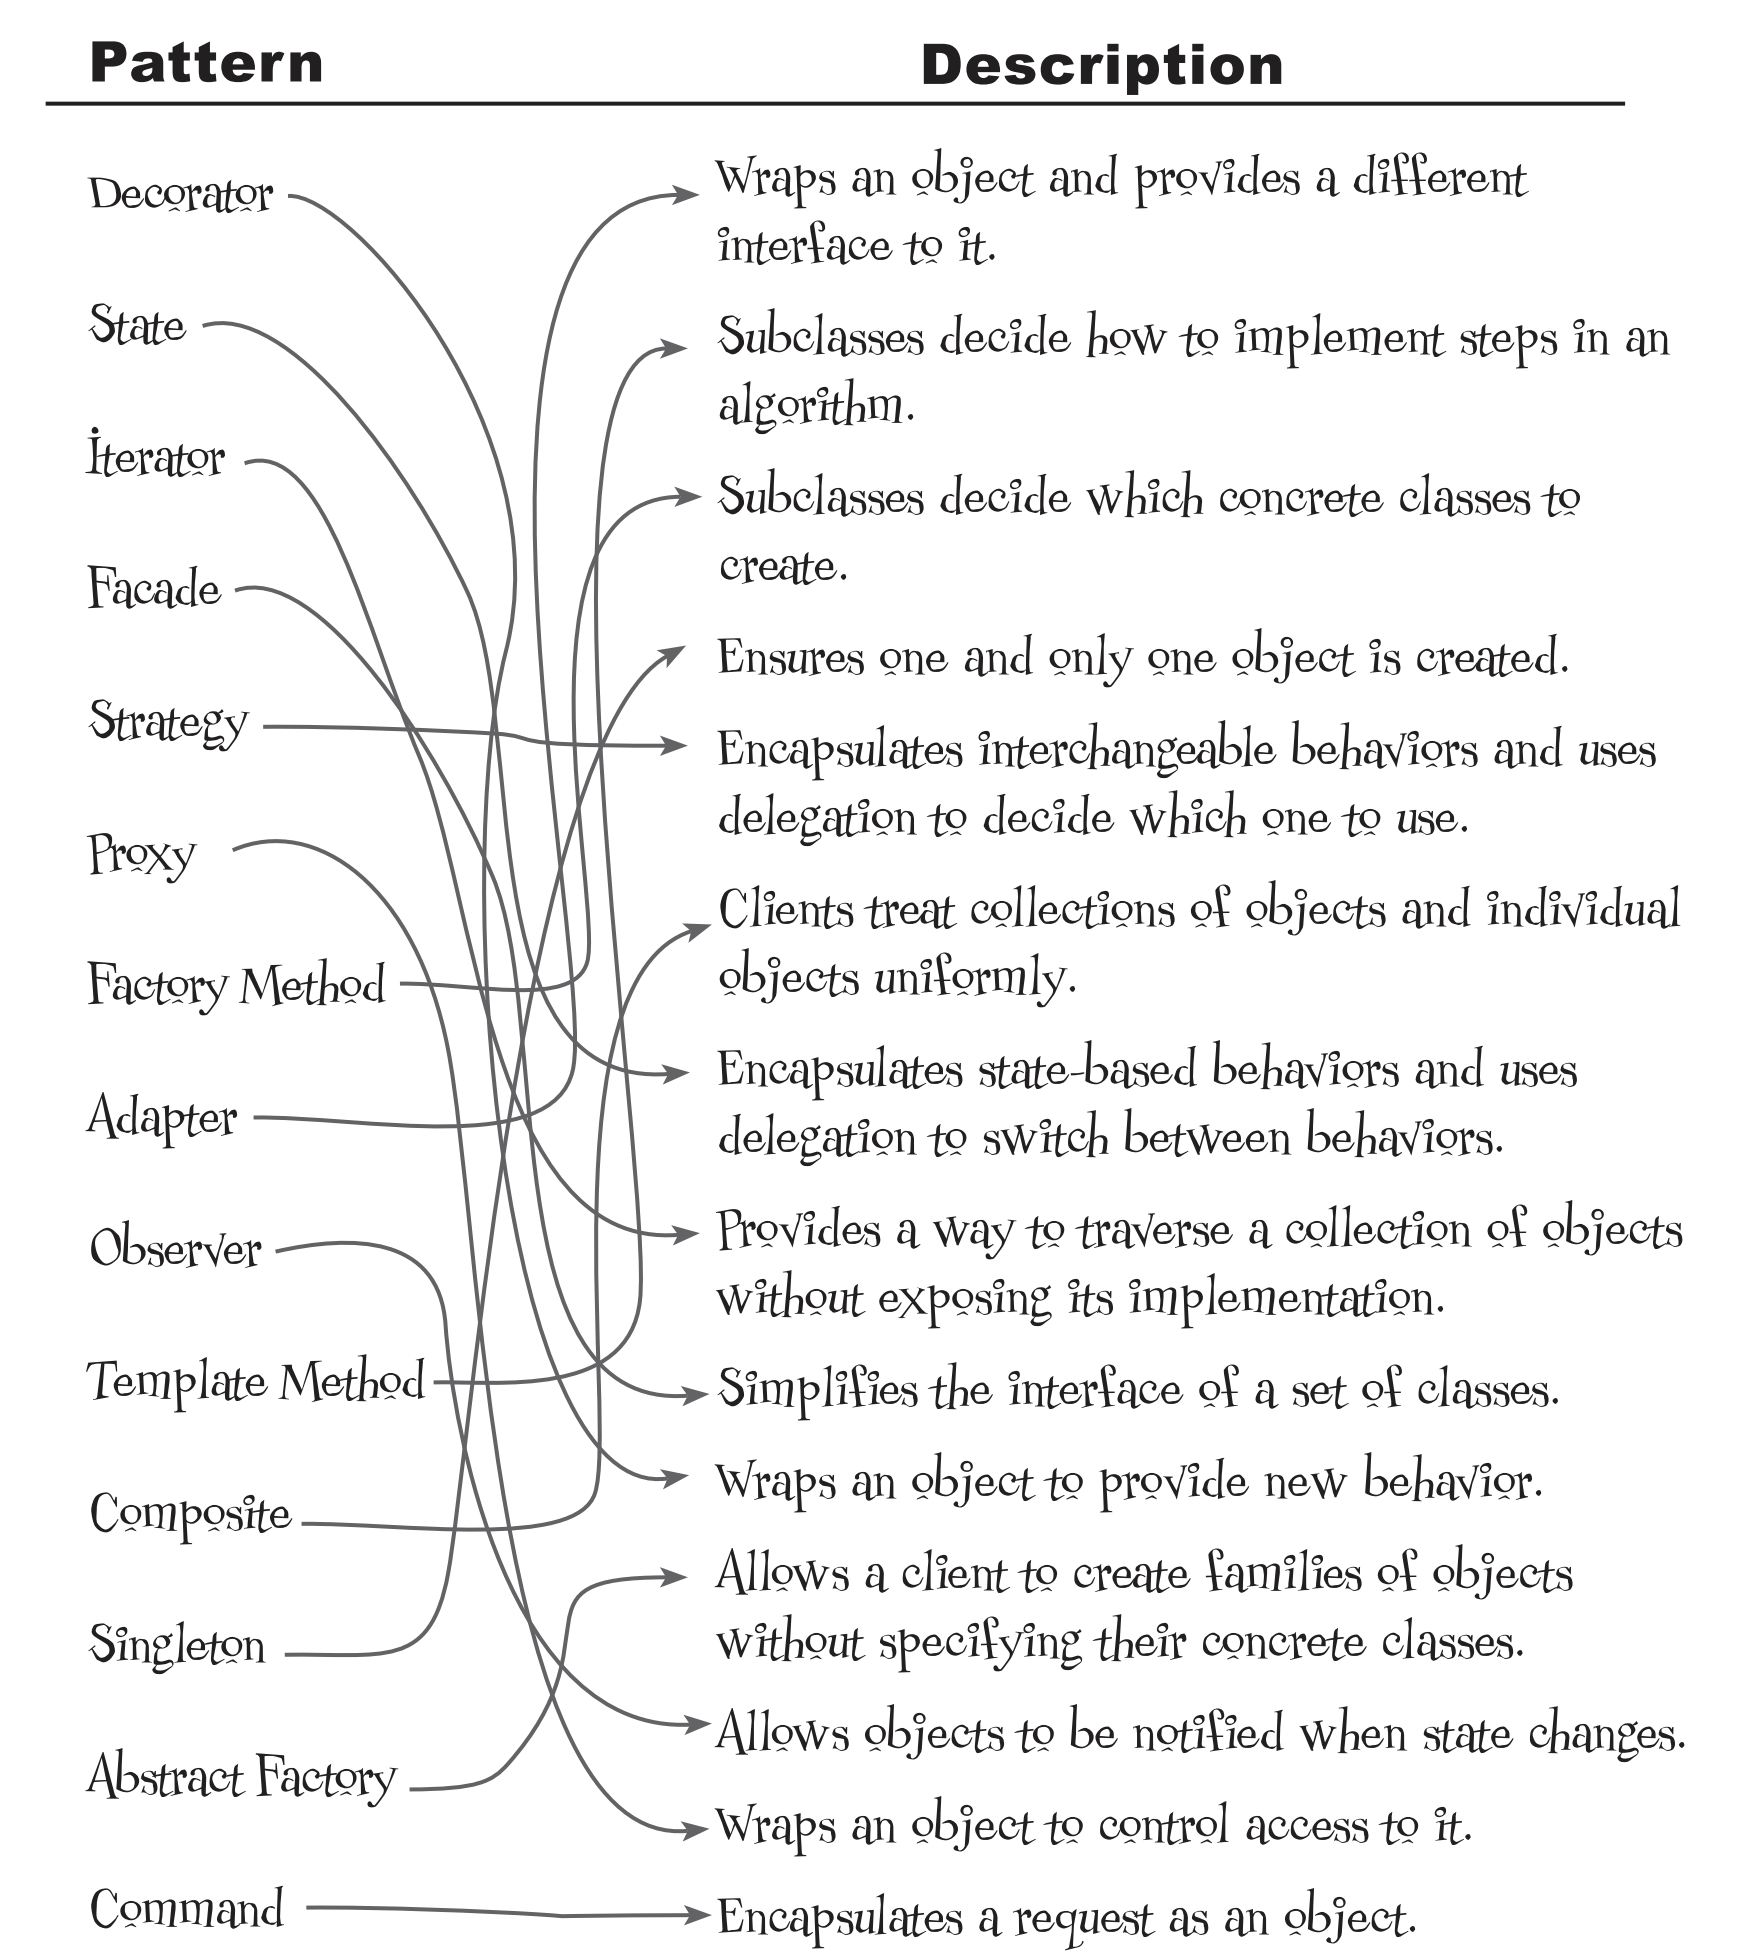 Pattern
Description
Decorator
State
Iterator
Facade
Strategy
Proxy
Factory Method
Adapter
Observer
Template Method
Composite
Singleton
Abstract Factory
Command
Wraps an object and provides a different
interface to it.
Subclasses decide how to implement steps in an
algorithm.
Subclasses decide which concrete classes to
create.
Ensures one and only one object is created.
Encapsulates interchangeable behaviors and uses
delegation to decide which one to use.
Clients treat collections of objects and individual
objects uniformly.
Encapsulates state-based behaviors and uses
delegation to switch between behaviors.
Provides a way to traverse a collection of objects
without exposing its implementation.
Simplifies the interface of a set of classes.
Wraps an object to provide new behavior.
Allows a client to create families of objects
without specifying their concrete classes.
Allows objects to be notified when state changes.
Wraps an object to control access to it.
Encapsulates a request as an object.